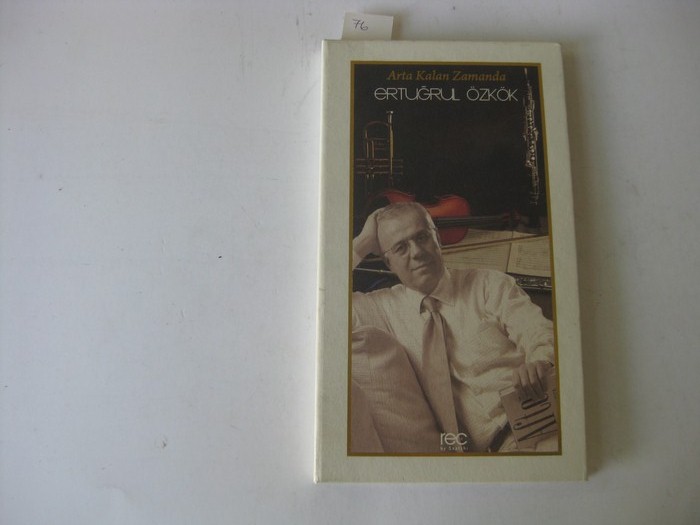 76
Arta Kalan Zamanda
ERTUĞRUL ÖZKÖK
rec